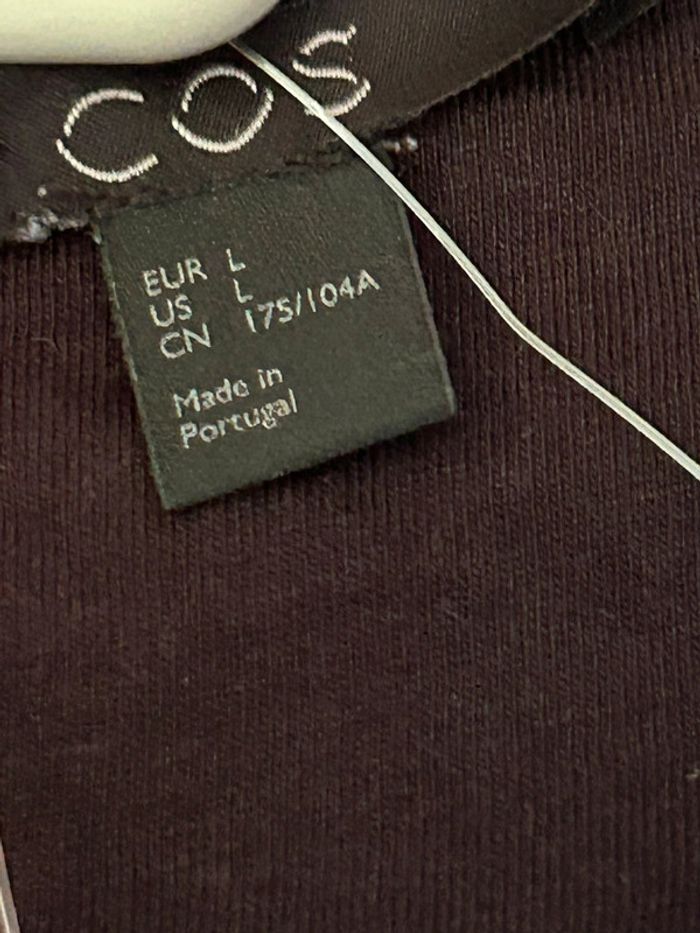 COS
EUR L
US L
CN 175/104A
Made in
Portugal